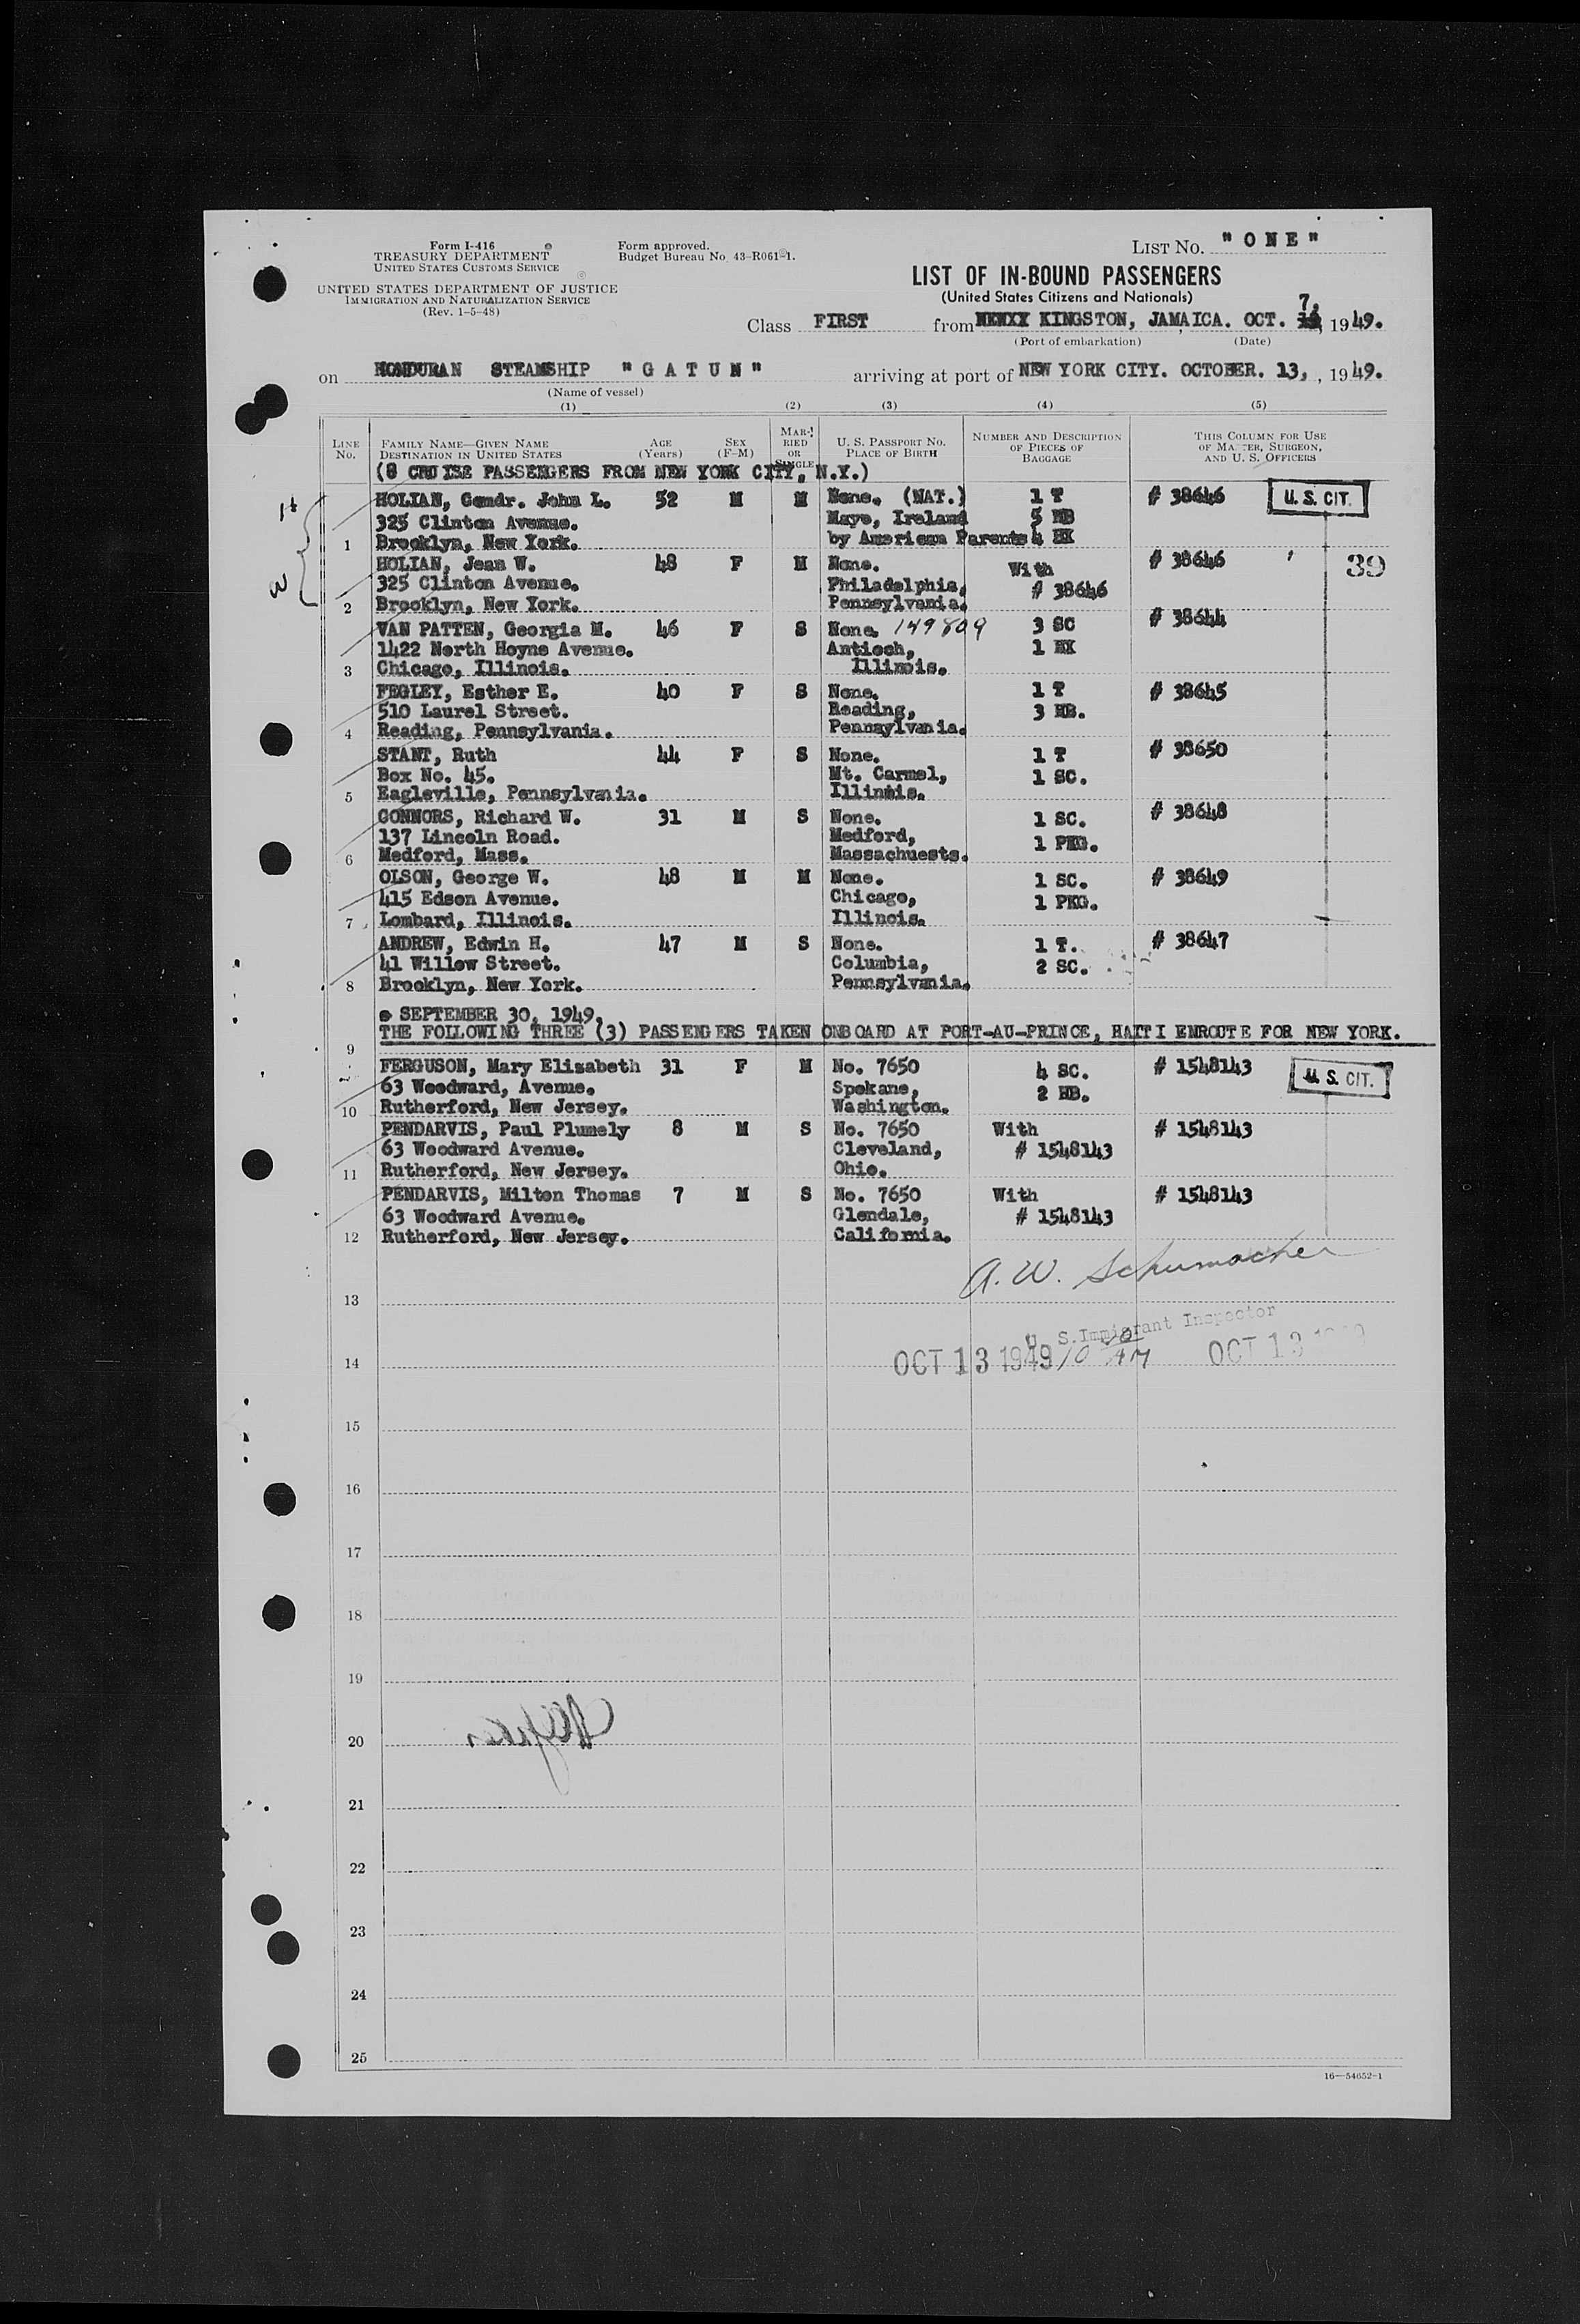 Form I-416
TREASURY DEPARTMENT
UNITED STATES CUSTOMS SERVICE
UNITED STATES DEPARTMENT OF JUSTICE
IMMIGRATION AND NATURALIZATION SERVICE
(Rev. 1-5-48)
Form approved.
Budget Bureau No. 43-R061-1.
LIST NO. "ONE"
LIST OF IN-BOUND PASSENGERS
(United States Citizens and Nationals)
7,
Class FIRST from KINGSTON, JAMAICA. OCT. , 1949.
(Port of embarkation) (Date)
on HONDURAN STEAMSHIP "GATUN" arriving at port of NEW YORK CITY. OCTOBER. 13, , 1949.
(Name of vessel)
(1) (2) (3) (4) (5)
LINE No. FAMILY NAME—GIVEN NAME DESTINATION IN UNITED STATES AGE (Years) SEX (F-M) MARRIED OR SINGLE U. S. PASSPORT NO. PLACE OF BIRTH NUMBER AND DESCRIPTION OF PIECES OF BAGGAGE THIS COLUMN FOR USE OF MASTER, SURGEON, AND U. S. OFFICERS
(8 CRUISE PASSENGERS FROM NEW YORK CITY, N.Y.)
HOLIAN, Comdr. John L. 52 M M None. (NAT.) 1 T # 38646 U. S. CIT.
325 Clinton Avenue. Mayo, Ireland 5 HB
1 Brooklyn, New York. by American Parents 4 HX
HOLIAN, Jean W. 48 F M None. With # 38646 39
325 Clinton Avenue. Philadelphia, # 38646
2 Brooklyn, New York. Pennsylvania.
VAN PATTEN, Georgia M. 46 F S None. 149809 3 SC # 38644
1422 North Hoyne Avenue. Antioch, 1 HX
3 Chicago, Illinois. Illinois.
FEGLEY, Esther E. 40 F S None. 1 T # 38645
510 Laurel Street. Reading, 3 HB.
4 Reading, Pennsylvania. Pennsylvania.
STANT, Ruth 44 F S None. 1 T # 38650
Box No. 45. Mt. Carmel, 1 SC.
5 Eagleville, Pennsylvania. Illinois.
CONNORS, Richard W. 31 M S None. 1 SC. # 38648
137 Lincoln Road. Medford, 1 PKG.
6 Medford, Mass. Massachuests.
OLSON, George W. 48 M M None. 1 SC. # 38649
415 Edson Avenue. Chicago, 1 PKG.
7 Lombard, Illinois. Illinois.
ANDREW, Edwin H. 47 M S None. 1 T. # 38647
41 Willow Street. Columbia, 2 SC.
8 Brooklyn, New York. Pennsylvania.
SEPTEMBER 30, 1949.
THE FOLLOWING THREE (3) PASSENGERS TAKEN ONBOARD AT PORT-AU-PRINCE, HAITI ENROUTE FOR NEW YORK.
9
FERGUSON, Mary Elizabeth 31 F M No. 7650 4 SC. # 1548143 U. S. CIT.
63 Woodward, Avenue. Spokane, 2 HB.
10 Rutherford, New Jersey. Washington.
PENDARVIS, Paul Plumely 8 M S No. 7650 With # 1548143
63 Woodward Avenue. Cleveland, # 1548143
11 Rutherford, New Jersey. Ohio.
PENDARVIS, Milton Thomas 7 M S No. 7650 With # 1548143
63 Woodward Avenue. Glendale, # 1548143
12 Rutherford, New Jersey. California.
A. W. Schumacher
13
U. S. Immigrant Inspector
14 OCT 13 1949 10 AM OCT 13 1949
15
16
17
18
19
20
21
22
23
24
25
16—54652-1